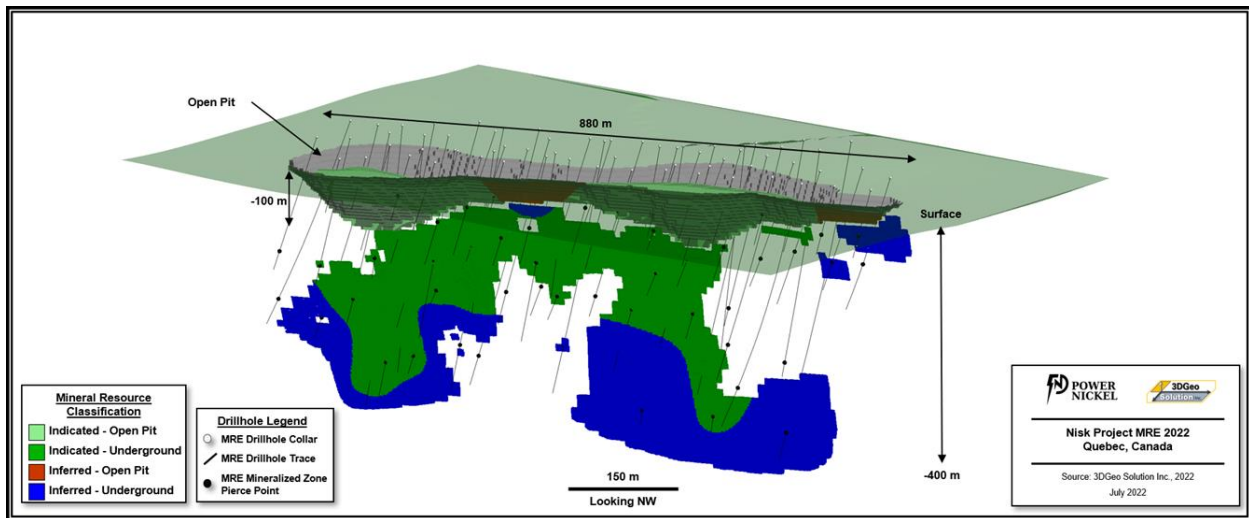 Open Pit
880 m
-100 m
Surface
-400 m
Mineral Resource
Classification
Indicated - Open Pit
Indicated - Underground
Inferred - Open Pit
Inferred - Underground
Drillhole Legend
MRE Drillhole Collar
MRE Drillhole Trace
MRE Mineralized Zone
Pierce Point
150 m
Looking NW
POWER
NICKEL
3DGeo
Solution Inc.
Nisk Project MRE 2022
Quebec, Canada
Source: 3DGeo Solution Inc., 2022
July 2022